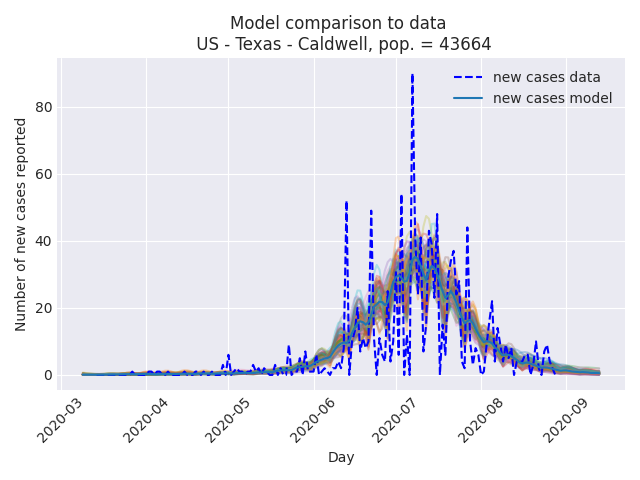 Model comparison to data
US - Texas - Caldwell, pop. = 43664
new cases data
new cases model
Number of new cases reported
80
60
40
20
0
2020-03
2020-04
2020-05
2020-06
2020-07
2020-08
2020-09
Day